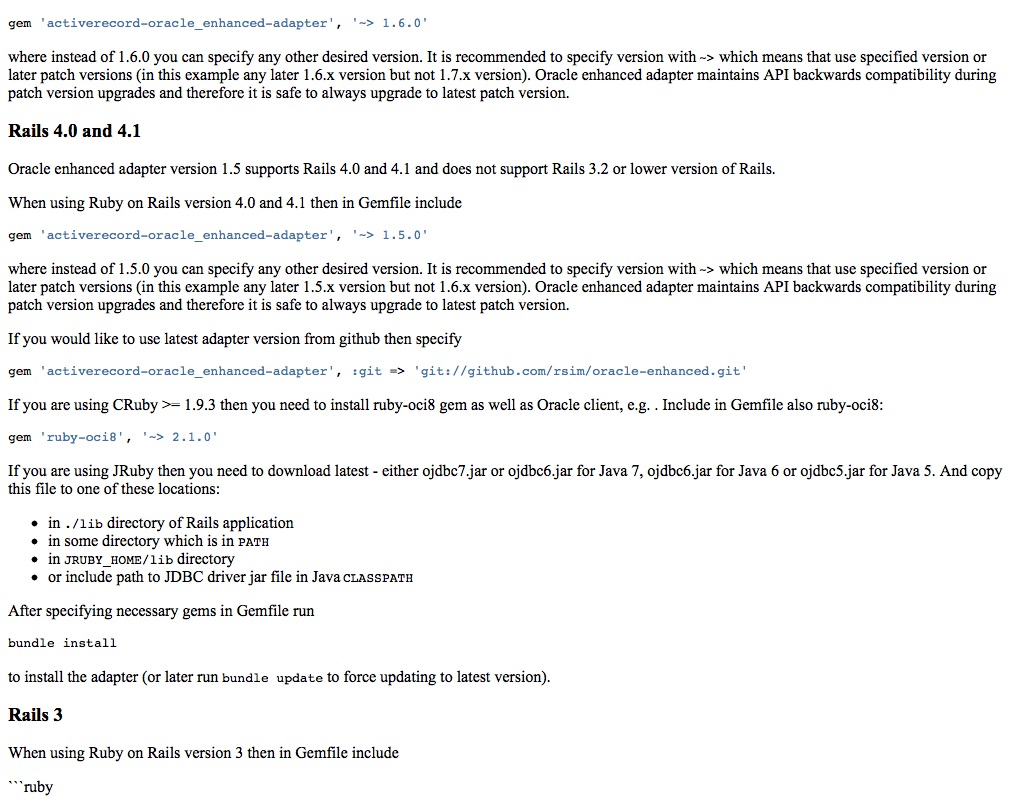 gem 'activerecord-oracle_enhanced-adapter', '~> 1.6.0'
where instead of 1.6.0 you can specify any other desired version. It is recommended to specify version with ~> which means that use specified version or
later patch versions (in this example any later 1.6.x version but not 1.7.x version). Oracle enhanced adapter maintains API backwards compatibility during
patch version upgrades and therefore it is safe to always upgrade to latest patch version.
Rails 4.0 and 4.1
Oracle enhanced adapter version 1.5 supports Rails 4.0 and 4.1 and does not support Rails 3.2 or lower version of Rails.
When using Ruby on Rails version 4.0 and 4.1 then in Gemfile include
gem 'activerecord-oracle_enhanced-adapter', '~> 1.5.0'
where instead of 1.5.0 you can specify any other desired version. It is recommended to specify version with ~> which means that use specified version or
later patch versions (in this example any later 1.5.x version but not 1.6.x version). Oracle enhanced adapter maintains API backwards compatibility during
patch version upgrades and therefore it is safe to always upgrade to latest patch version.
If you would like to use latest adapter version from github then specify
gem 'activerecord-oracle_enhanced-adapter', :git => 'git://github.com/rsim/oracle-enhanced.git'
If you are using CRuby >= 1.9.3 then you need to install ruby-oci8 gem as well as Oracle client, e.g. . Include in Gemfile also ruby-oci8:
gem 'ruby-oci8', '~> 2.1.0'
If you are using JRuby then you need to download latest - either ojdbc7.jar or ojdbc6.jar for Java 7, ojdbc6.jar for Java 6 or ojdbc5.jar for Java 5. And copy
this file to one of these locations:
• in ./lib directory of Rails application
• in some directory which is in PATH
• in JRUBY_HOME/lib directory
• or include path to JDBC driver jar file in Java CLASSPATH
After specifying necessary gems in Gemfile run
bundle install
to install the adapter (or later run bundle update to force updating to latest version).
Rails 3
When using Ruby on Rails version 3 then in Gemfile include
```ruby